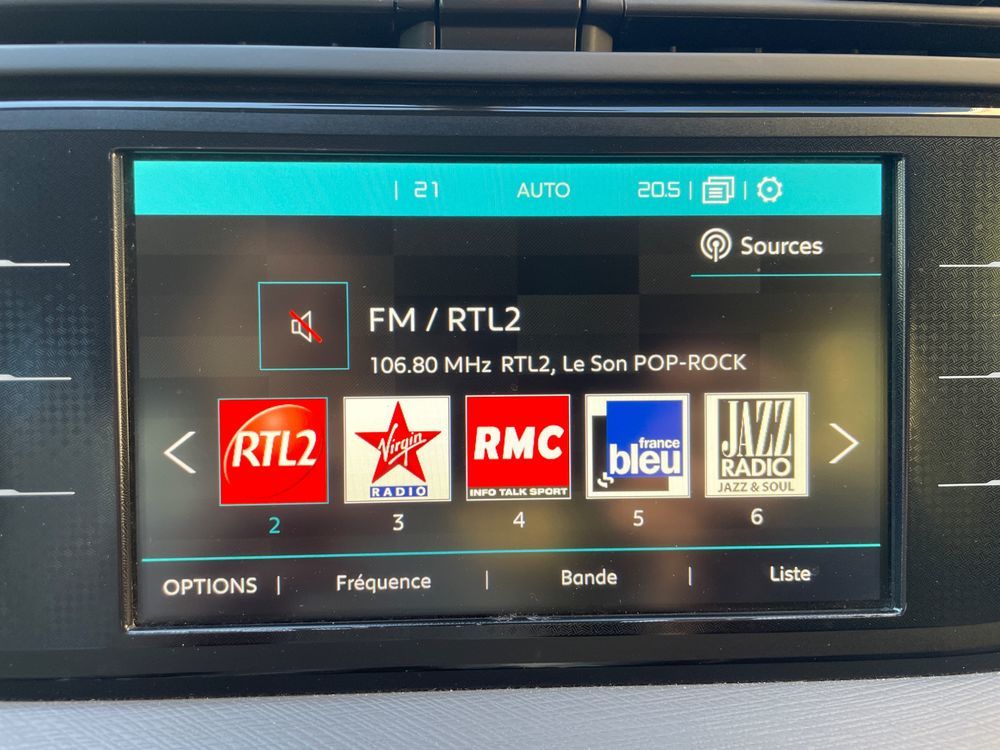 21 AUTO 20.5
Sources
FM / RTL2
106.80 MHz RTL2, Le Son POP-ROCK
RTL2
Virgin
RADIO
RMC
INFO TALK SPORT
france
bleu
JAZZ
RADIO
JAZZ & SOUL
2 3 4 5 6
OPTIONS | Fréquence | Bande | Liste